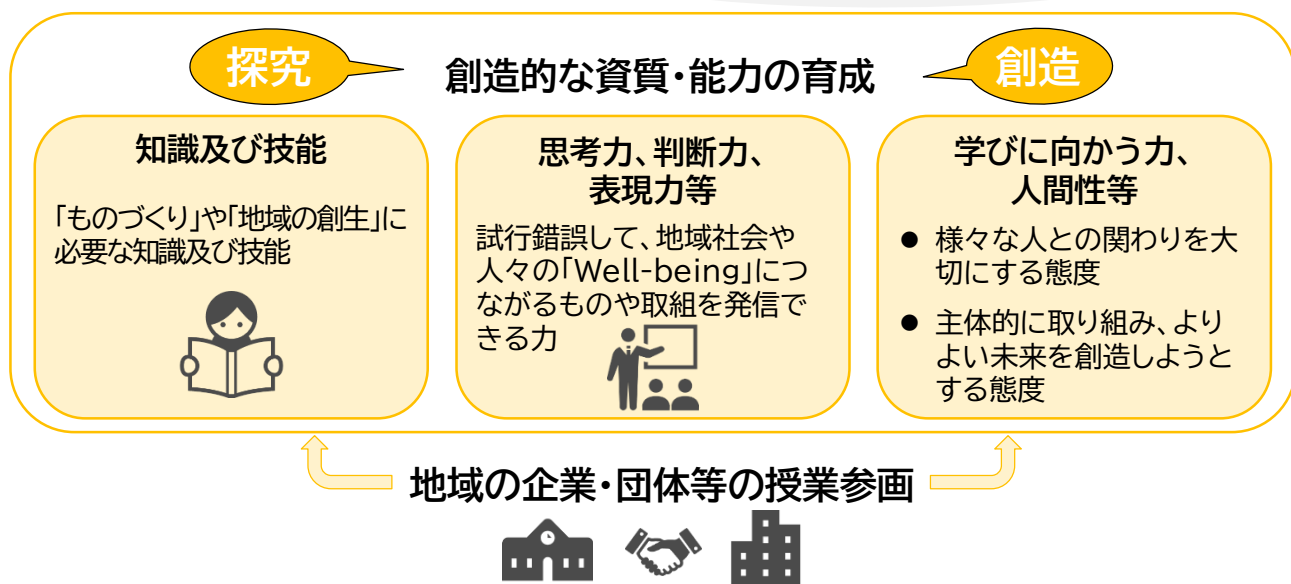 探究
創造的な資質・能力の育成
創造
知識及び技能
「ものづくり」や「地域の創生」に
必要な知識及び技能
思考力、判断力、
表現力等
試行錯誤して、地域社会や
人々の「Well-being」につ
ながるものや取組を発信で
きる力
学びに向かう力、
人間性等
● 様々な人との関わりを大
切にする態度
● 主体的に取り組み、より
よい未来を創造しようと
する態度
地域の企業・団体等の授業参画